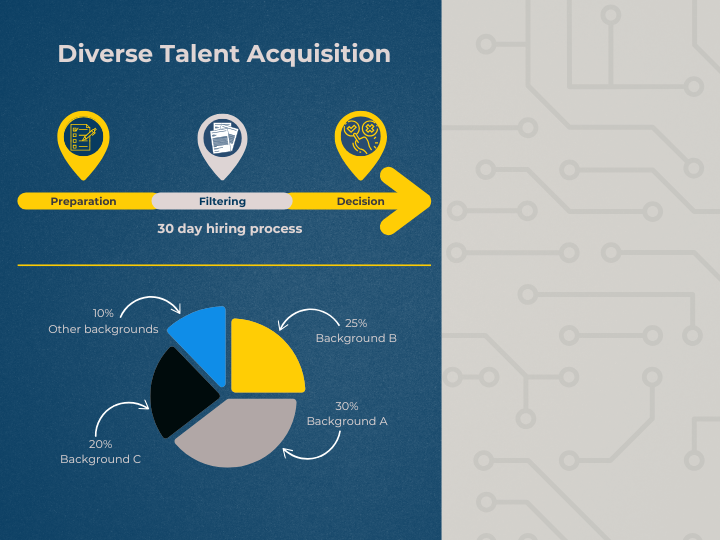 Diverse Talent Acquisition
Preparation
Filtering
Decision
30 day hiring process
10%
Other backgrounds
25%
Background B
30%
Background A
20%
Background C